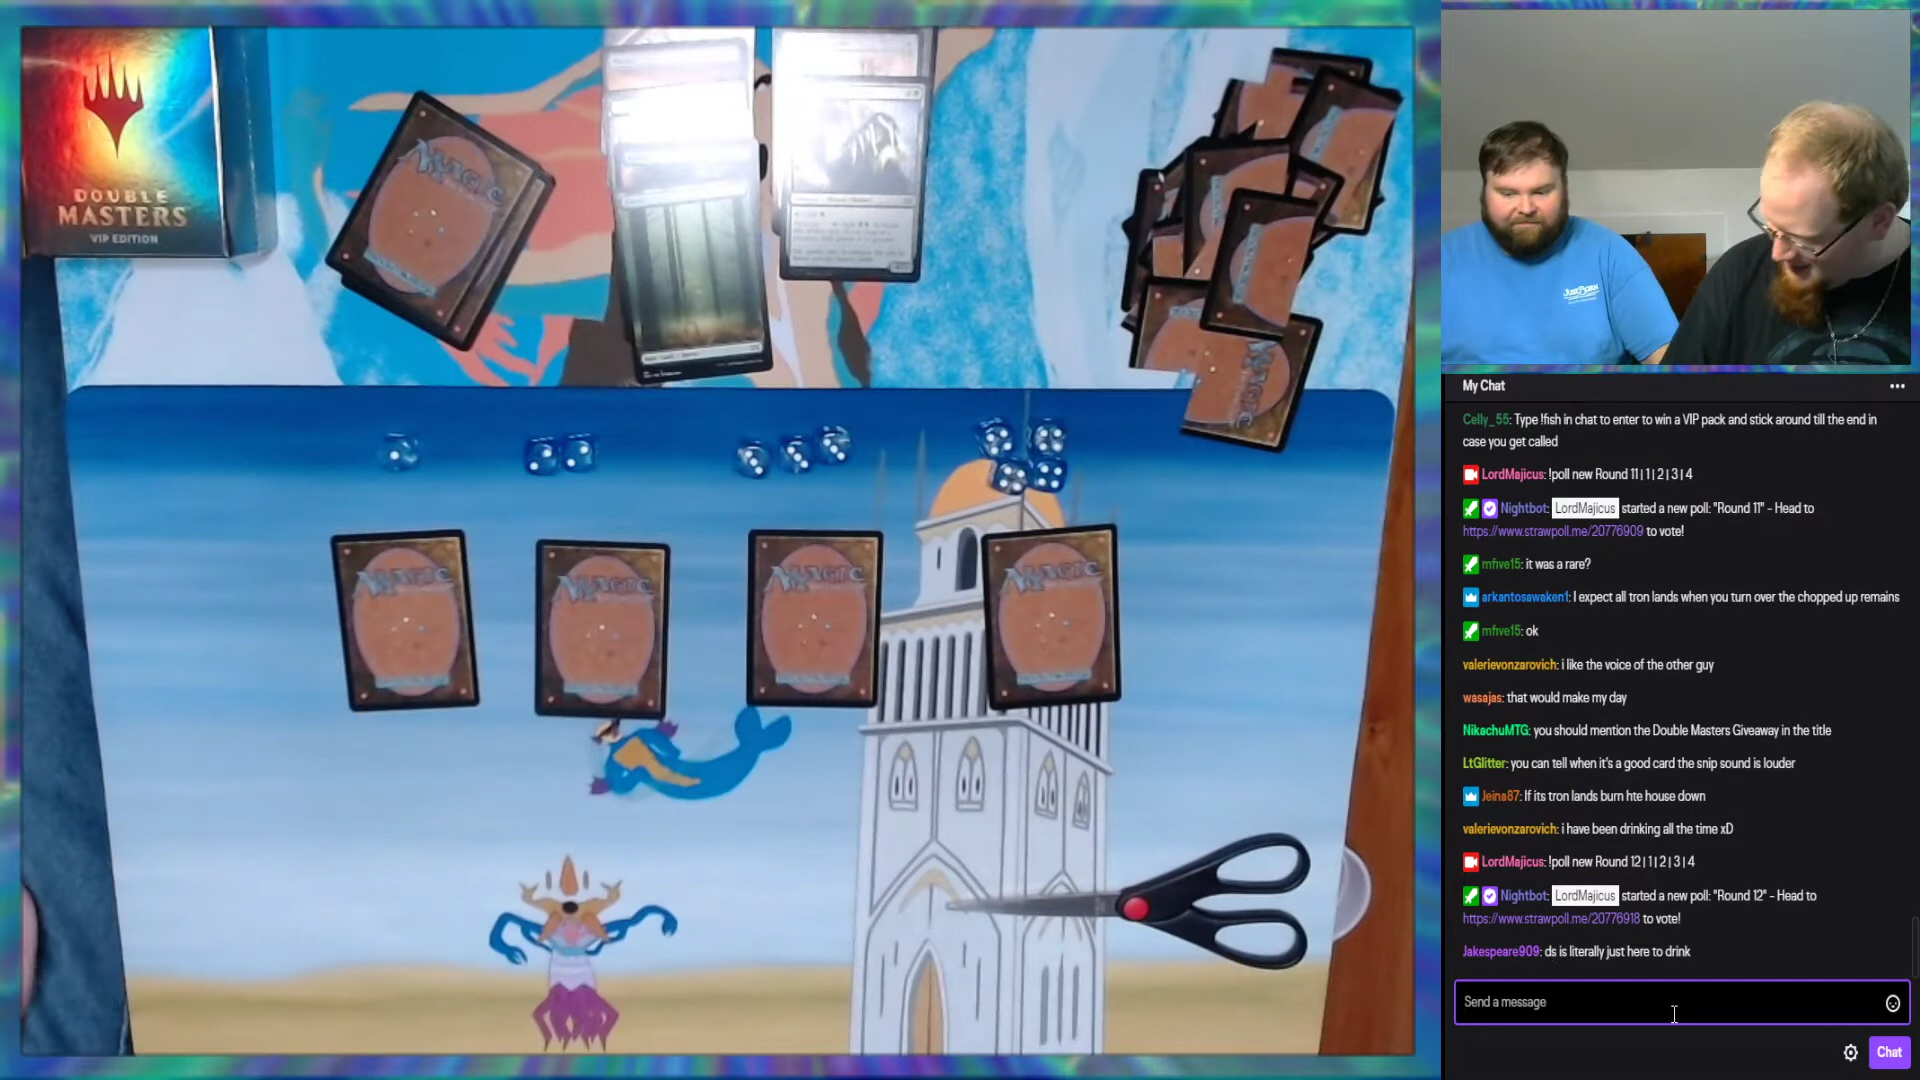 DOUBLE
MASTERS
VIP EDITION
MAGIC
MAGIC
MAGIC
MAGIC
MAGIC
MAGIC
JustBorn
My Chat
Celly_55: Type !fish in chat to enter to win a VIP pack and stick around till the end in
case you get called
LordMajicus: !poll new Round 11|1|2|3|4
Nightbot: LordMajicus started a new poll: "Round 11" - Head to
https://www.strawpoll.me/20776909 to vote!
mfive15: it was a rare?
arkantosawaken1: I expect all tron lands when you turn over the chopped up remains
mfive15: ok
valerievonzarovich: i like the voice of the other guy
wasajas: that would make my day
NikachuMTG: you should mention the Double Masters Giveaway in the title
LtGlitter: you can tell when it's a good card the snip sound is louder
Jeina87: If its tron lands burn hte house down
valerievonzarovich: i have been drinking all the time xD
LordMajicus: !poll new Round 12|1|2|3|4
Nightbot: LordMajicus started a new poll: "Round 12" - Head to
https://www.strawpoll.me/20776918 to vote!
Jakespeare909: ds is literally just here to drink
Send a message
Chat